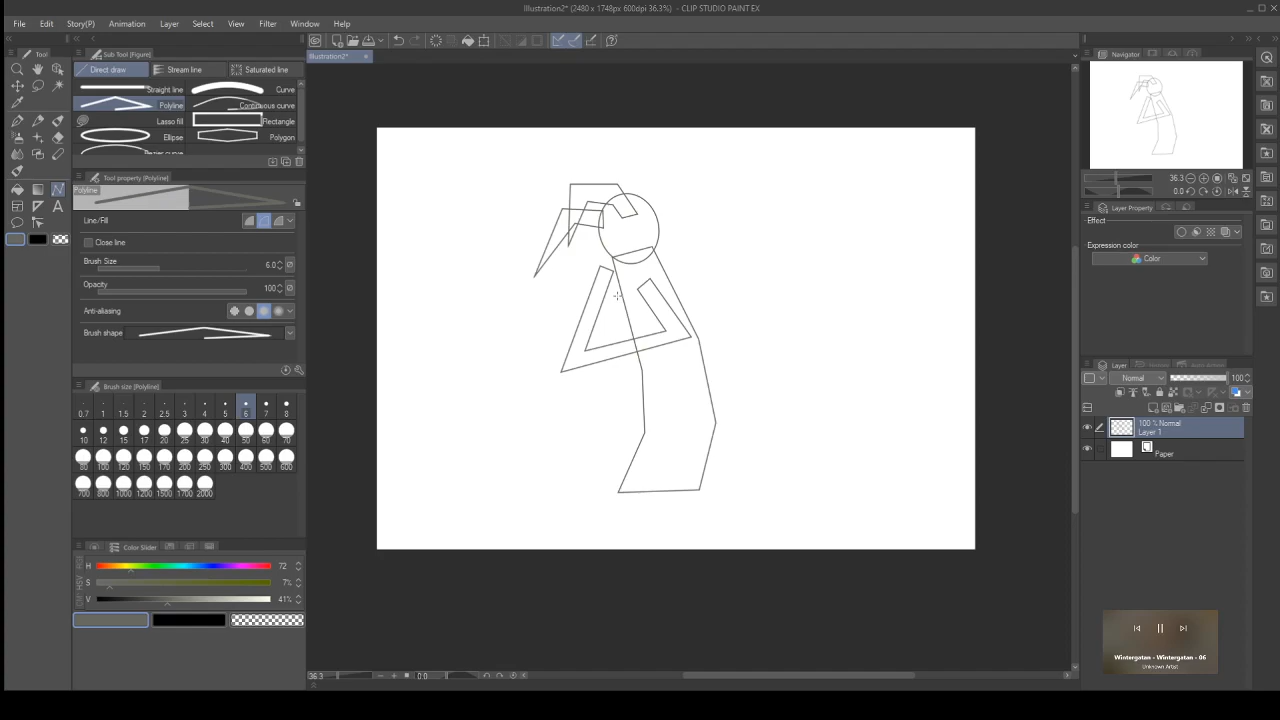 Illustration2* (2480 x 1748px 600dpi 36.3%) - CLIP STUDIO PAINT EX
File Edit Story(P) Animation Layer Select View Filter Window Help
Tool
Sub Tool [Figure]
Illustration2*
Navigator
Direct draw Stream line Saturated line
Straight line Curve
Polyline Continuous curve
Lasso fill Rectangle
Ellipse Polygon
Bezier curve
Tool property [Polyline]
Polyline
Line/Fill
Close line
Brush Size 6.0
Opacity 100
Anti-aliasing
Brush shape
Brush size [Polyline]
0.7 1 1.5 2 2.5 3 4 5 6 7 8
10 12 15 17 20 25 30 40 50 60 70
80 100 120 150 170 200 250 300 400 500 600
700 800 1000 1200 1500 1700 2000
Color Slider
H 72
S 7%
V 41%
36.3 0.0
36.3
0.0
Layer Property
Effect
Expression color
Color
Layer
Normal 100
100 % Normal
Layer 1
Paper
Wintergatan - Wintergatan - 06
Unknown Artist